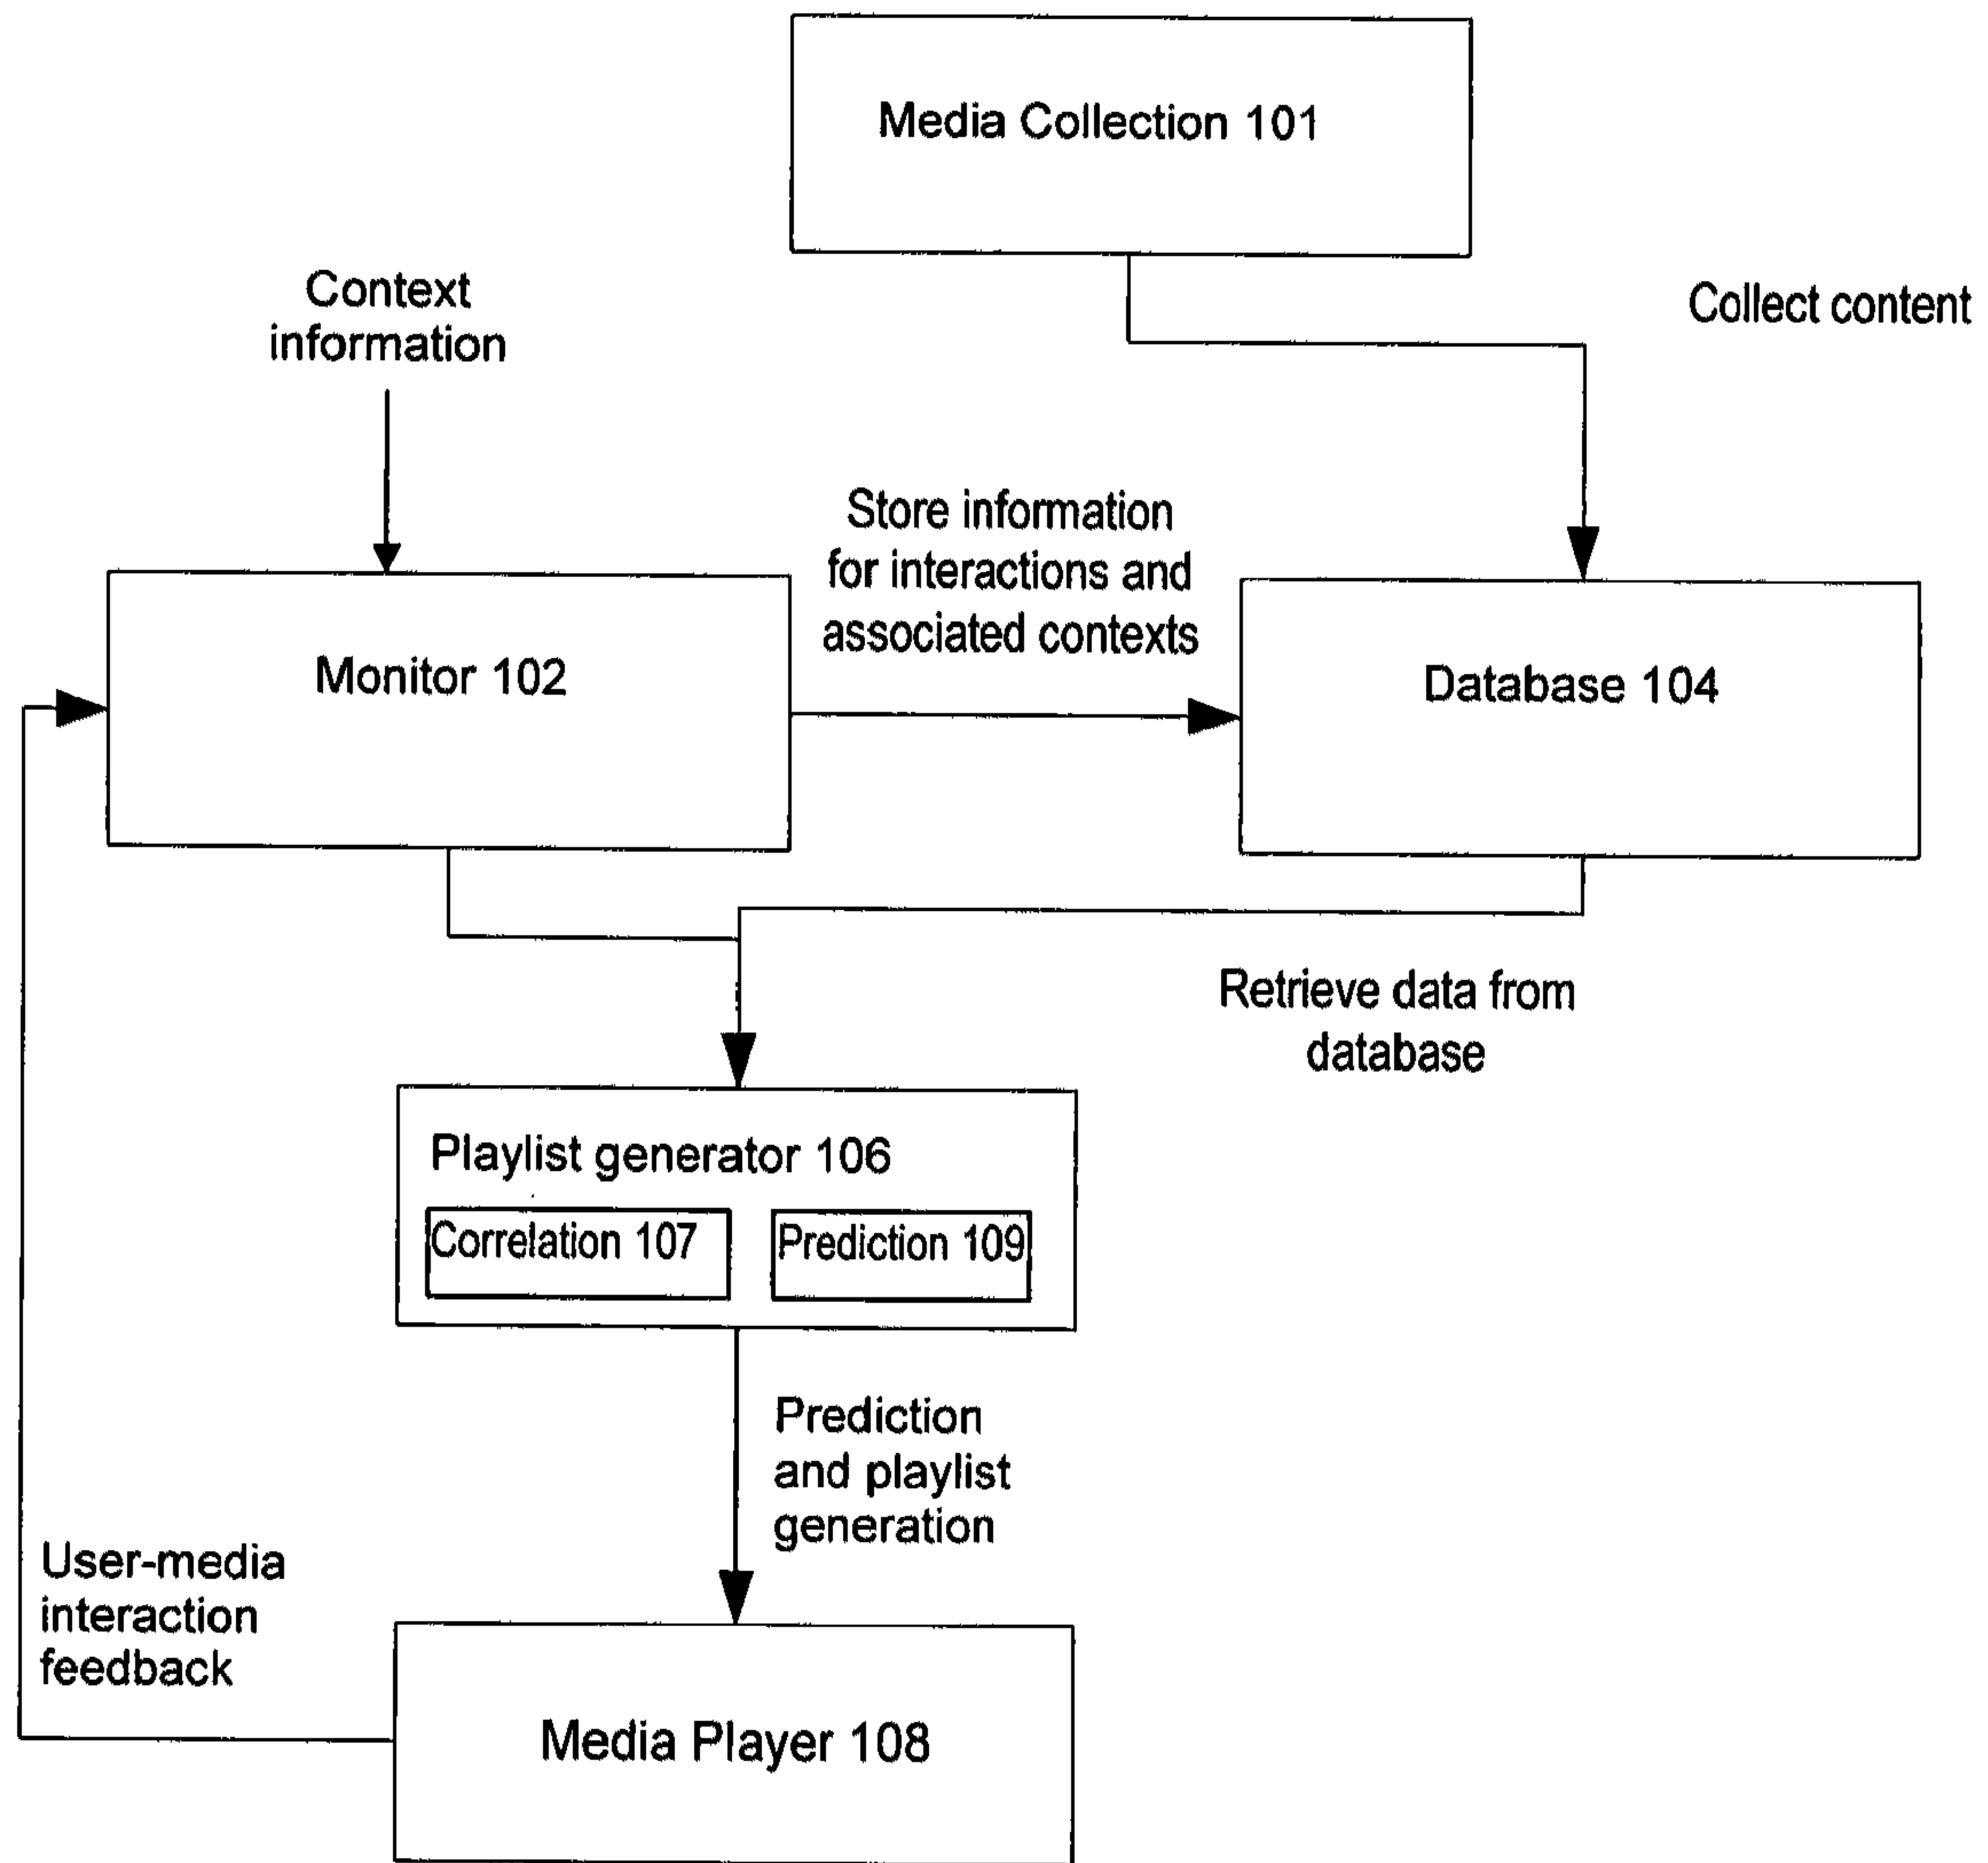 Media Collection 101
Context
information
Collect content
Store information
for interactions and
associated contexts
Monitor 102
Database 104
Retrieve data from
database
Playlist generator 106
Correlation 107
Prediction 109
Prediction
and playlist
generation
User-media
interaction
feedback
Media Player 108